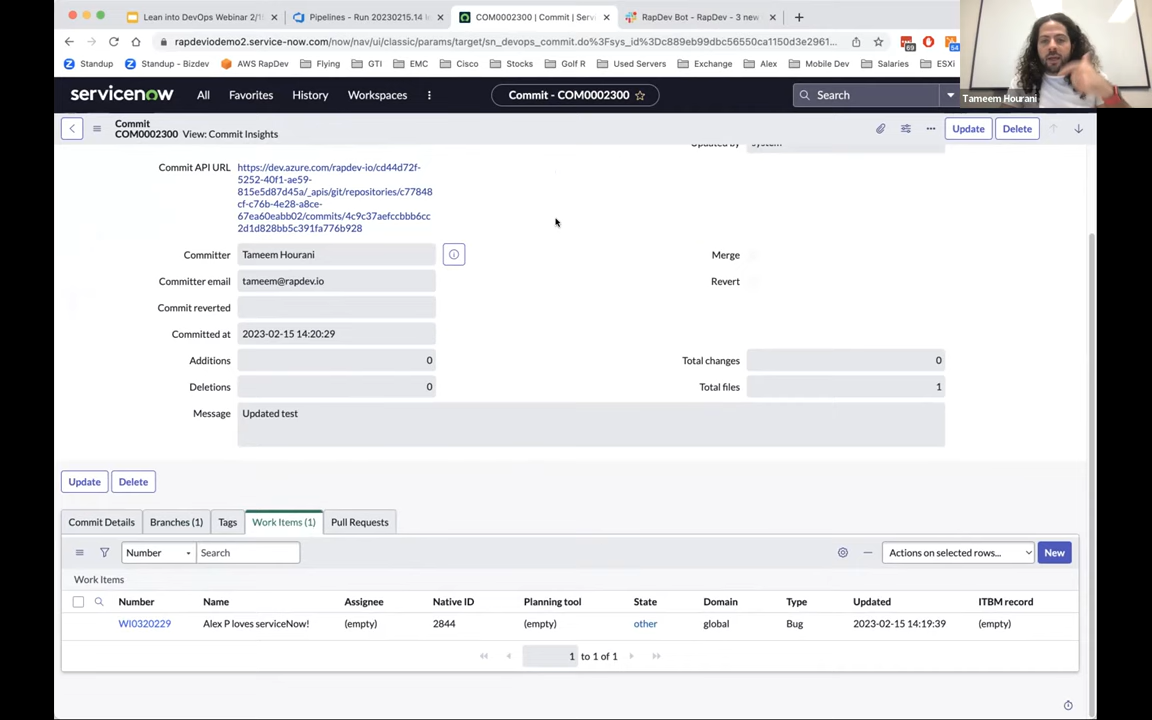 Lean into DevOps Webinar 2/1
Pipelines - Run 20230215.14 l
COM0002300 | Commit | Servi
RapDev Bot - RapDev - 3 new
rapdeviodemo2.service-now.com/now/nav/ui/classic/params/target/sn_devops_commit.do%3Fsys_id%3Dc889eb99dbc56550ca1150d3e2961...
69
54
Standup
Standup - Bizdev
AWS RapDev
Flying
GTI
EMC
Cisco
Stocks
Golf R
Used Servers
Exchange
Alex
Mobile Dev
Salaries
ESXi
Tameem Hourani
servicenow
All
Favorites
History
Workspaces
Commit - COM0002300
Search
Commit
COM0002300 View: Commit Insights
Update
Delete
Updated by
system
Commit API URL
https://dev.azure.com/rapdev-io/cd44d72f-
5252-40f1-ae59-
815e5d87d45a/_apis/git/repositories/c77848
cf-c76b-4e28-a8ce-
67ea60eabb02/commits/4c9c37aefccbbb6cc
2d1d828bb5c391fa776b928
Committer
Tameem Hourani
Merge
Committer email
tameem@rapdev.io
Revert
Commit reverted
Committed at
2023-02-15 14:20:29
Additions
0
Total changes
0
Deletions
0
Total files
1
Message
Updated test
Update
Delete
Commit Details
Branches (1)
Tags
Work Items (1)
Pull Requests
Number
Search
Actions on selected rows...
New
Work Items
Number Name Assignee Native ID Planning tool State Domain Type Updated ITBM record
WI0320229 Alex P loves serviceNow! (empty) 2844 (empty) other global Bug 2023-02-15 14:19:39 (empty)
1 to 1 of 1